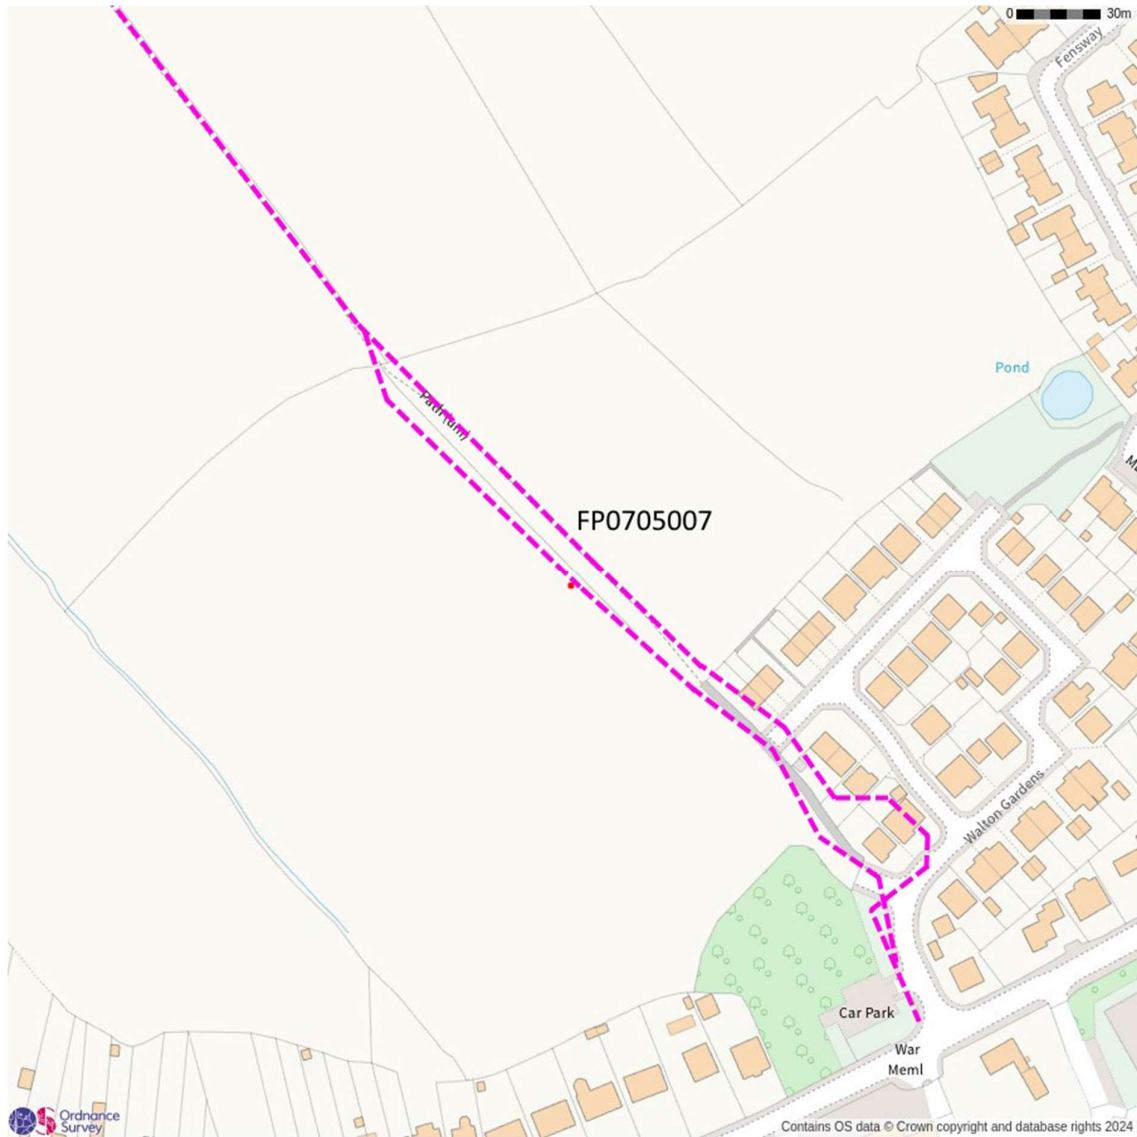 0 30m
Fensway
Pond
Path (um)
FP0705007
Walton Gardens
Car Park
War
Meml
Ordnance
Survey
Contains OS data © Crown copyright and database rights 2024